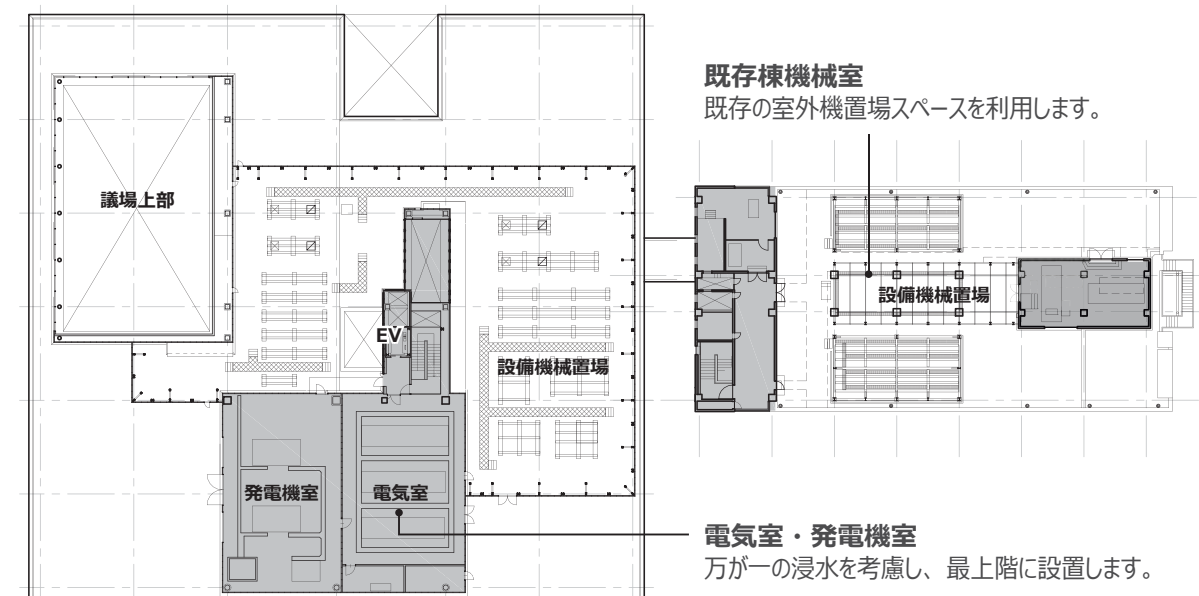 既存棟機械室
既存の室外機置場スペースを利用します。
議場上部
設備機械置場
EV
設備機械置場
発電機室
電気室
電気室・発電機室
万が一の浸水を考慮し、最上階に設置します。